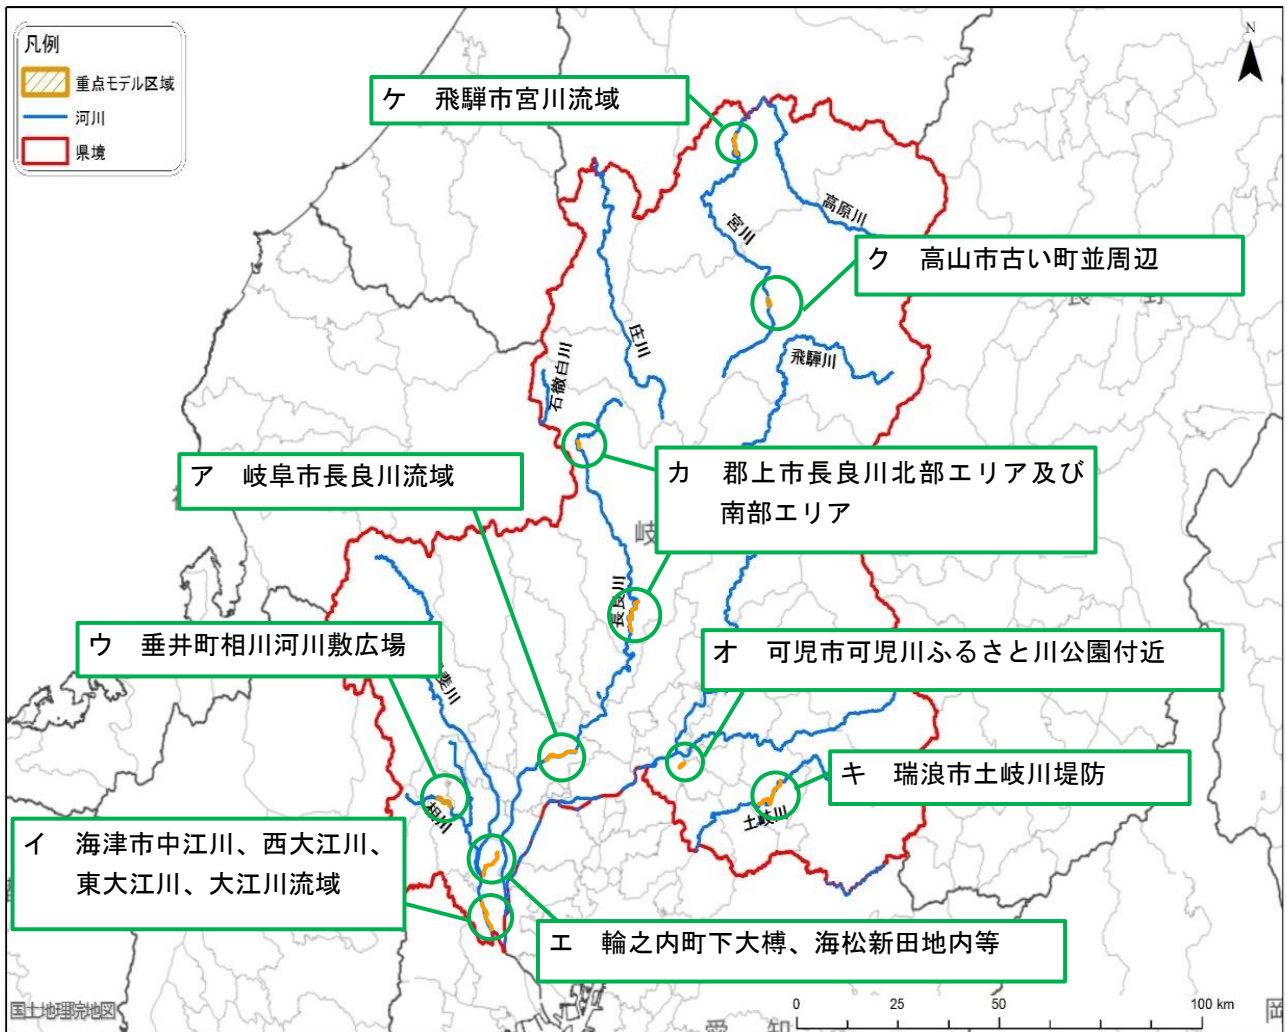 凡例
重点モデル区域
河川
県境
N
ケ 飛騨市宮川流域
高原川
宮川
ク 高山市古い町並周辺
長 野
庄川
飛騨川
石徹白川
ア 岐阜市長良川流域
カ 郡上市長良川北部エリア及び
南部エリア
岐
長良川
ウ 垂井町相川河川敷広場
斐川
オ 可児市可児川ふるさと川公園付近
キ 瑞浪市土岐川堤防
相川
土岐川
イ 海津市中江川、西大江川、
東大江川、大江川流域
エ 輪之内町下大榑、海松新田地内等
国土地理院地図
0 25 50 100 km
愛 知
岡